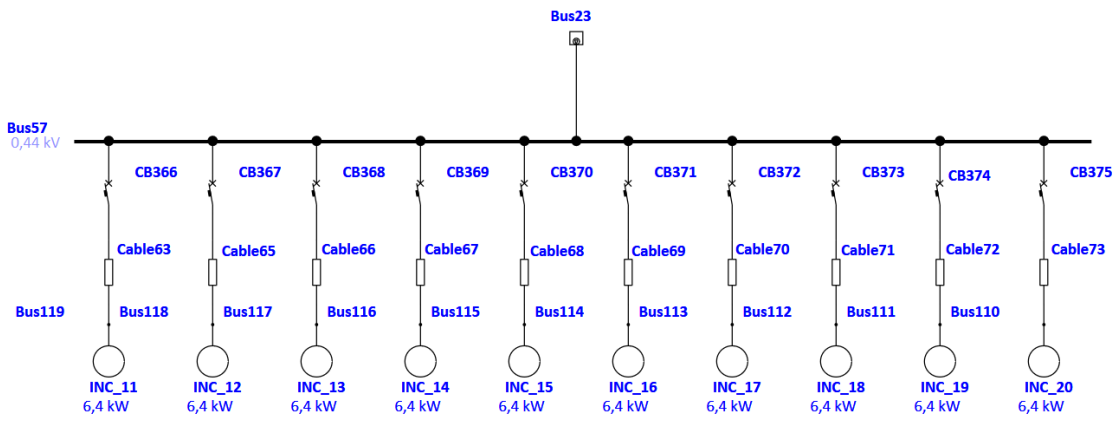 Bus23
Bus57
0,44 kV
CB366 CB367 CB368 CB369 CB370 CB371 CB372 CB373 CB374 CB375
Cable63 Cable65 Cable66 Cable67 Cable68 Cable69 Cable70 Cable71 Cable72 Cable73
Bus119 Bus118 Bus117 Bus116 Bus115 Bus114 Bus113 Bus112 Bus111 Bus110
INC_11 INC_12 INC_13 INC_14 INC_15 INC_16 INC_17 INC_18 INC_19 INC_20
6,4 kW 6,4 kW 6,4 kW 6,4 kW 6,4 kW 6,4 kW 6,4 kW 6,4 kW 6,4 kW 6,4 kW